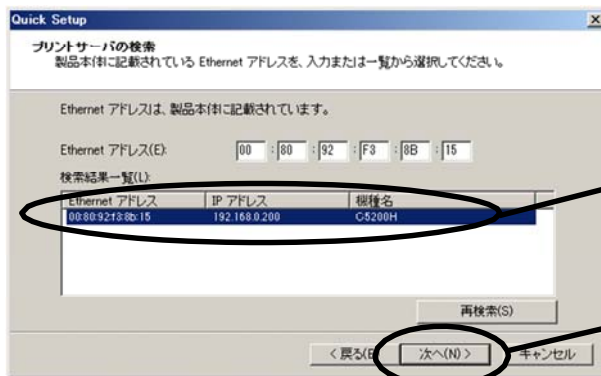 Quick Setup
プリントサーバの検索
製品本体に記載されている Ethernet アドレスを、入力または一覧から選択してください。
Ethernet アドレスは、製品本体に記載されています。
Ethernet アドレス(E): 00 : 80 : 92 : F3 : 8B : 15
検索結果一覧(L):
Ethernet アドレス IP アドレス 機種名
00:80:92:f3:8b:15 192.168.0.200 C5200H
再検索(S)
< 戻る(B 次へ(N) > キャンセル